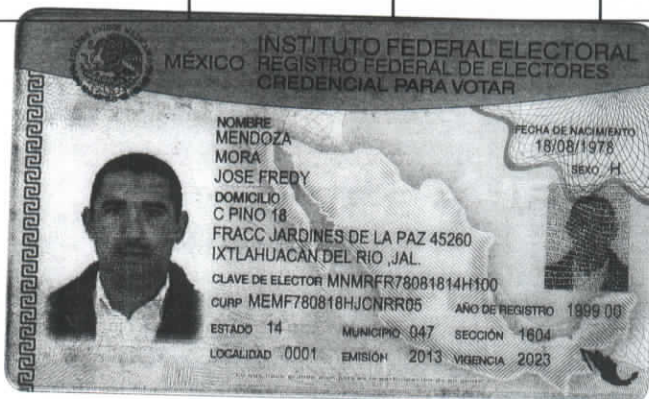 MÉXICO
INSTITUTO FEDERAL ELECTORAL
REGISTRO FEDERAL DE ELECTORES
CREDENCIAL PARA VOTAR
NOMBRE
MENDOZA
MORA
JOSE FREDY
FECHA DE NACIMIENTO
18/08/1978
SEXO H
DOMICILIO
C PINO 18
FRACC JARDINES DE LA PAZ 45260
IXTLAHUACAN DEL RIO ,JAL.
CLAVE DE ELECTOR MNMRFR78081814H100
CURP MEMF780818HJCNRR05 AÑO DE REGISTRO 1999 00
ESTADO 14 MUNICIPIO 047 SECCIÓN 1604
LOCALIDAD 0001 EMISIÓN 2013 VIGENCIA 2023